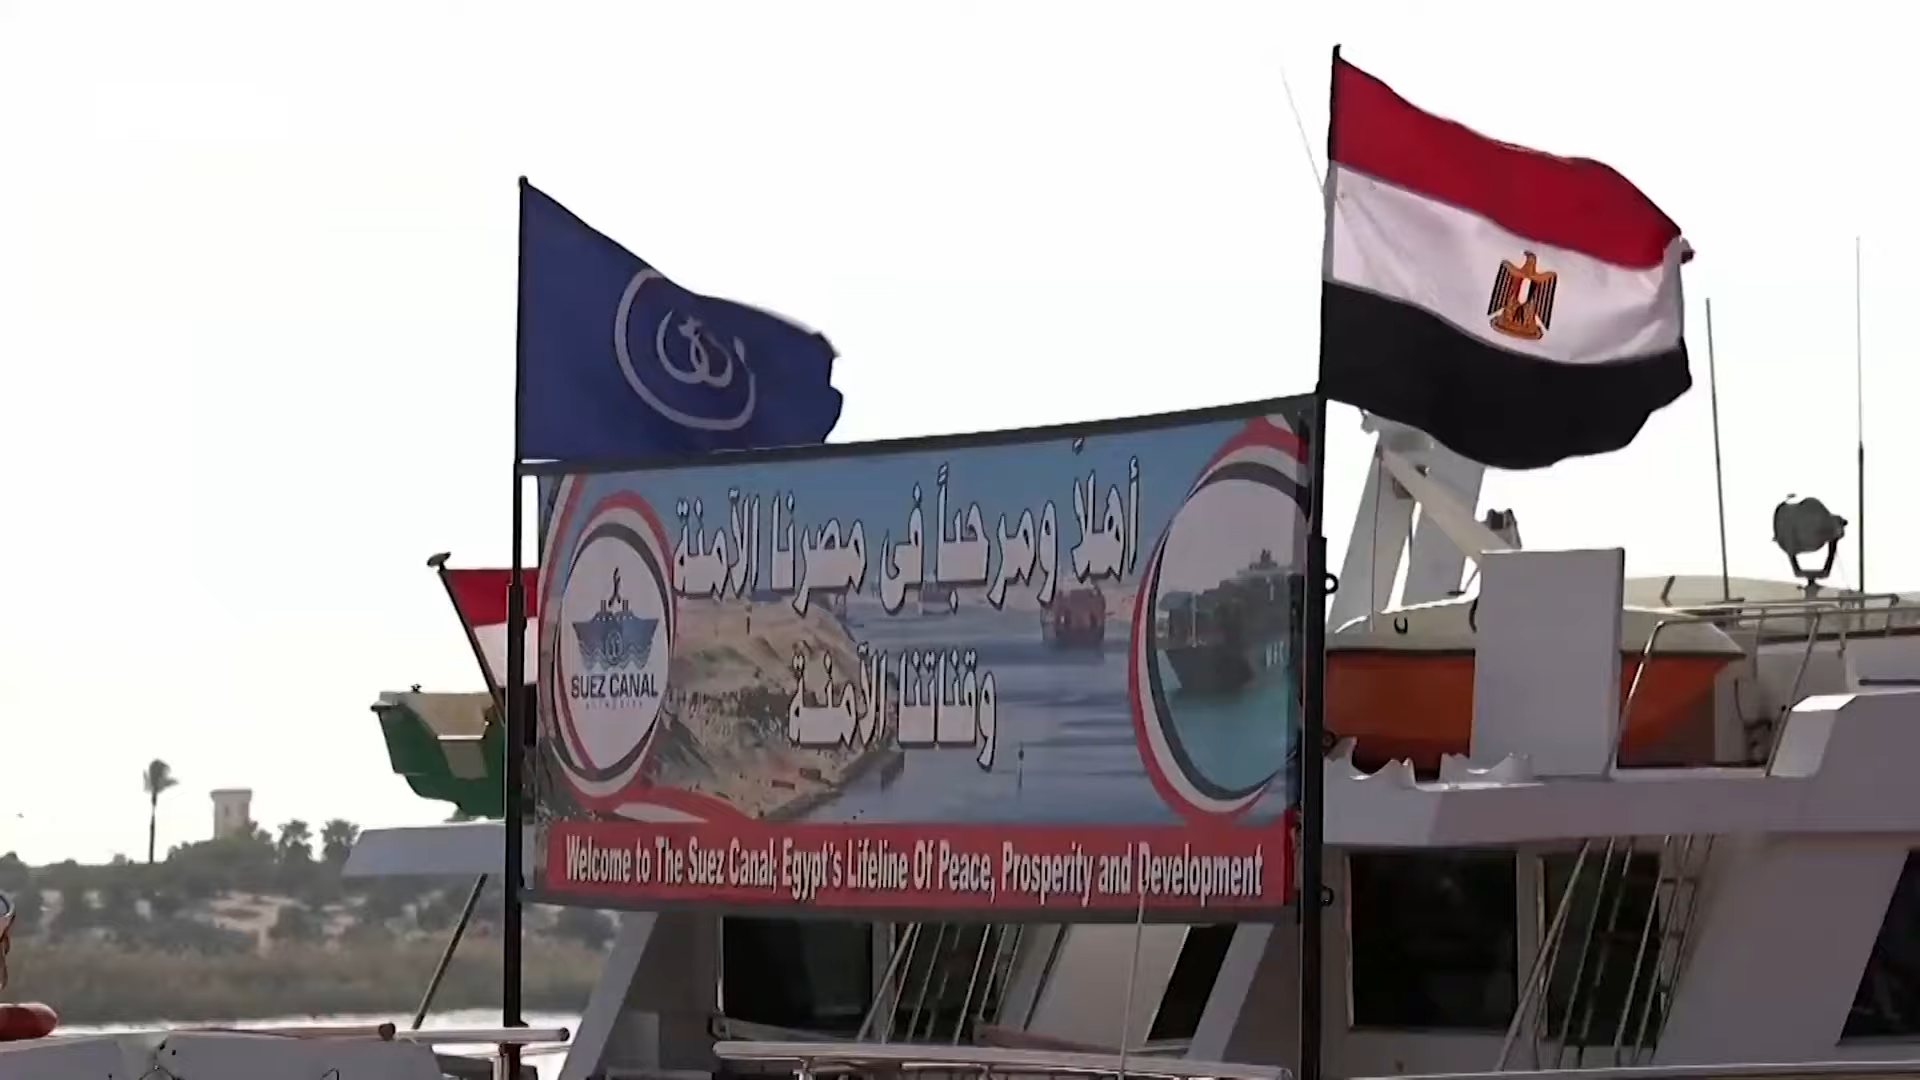 أهلاً ومرحباً فى مصرنا الآمنة
وقناتنا الآمنة
SUEZ CANAL
AUTHORITY
Welcome to The Suez Canal; Egypt's Lifeline Of Peace, Prosperity and Development